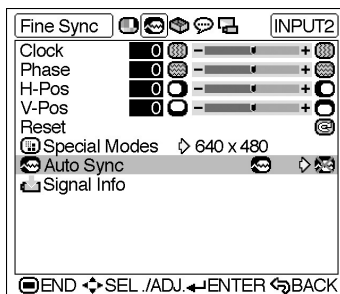 Fine Sync INPUT2
Clock 0 - +
Phase 0 - +
H-Pos 0 - +
V-Pos 0 - +
Reset
Special Modes 640 x 480
Auto Sync
Signal Info
END SEL./ADJ. ENTER BACK